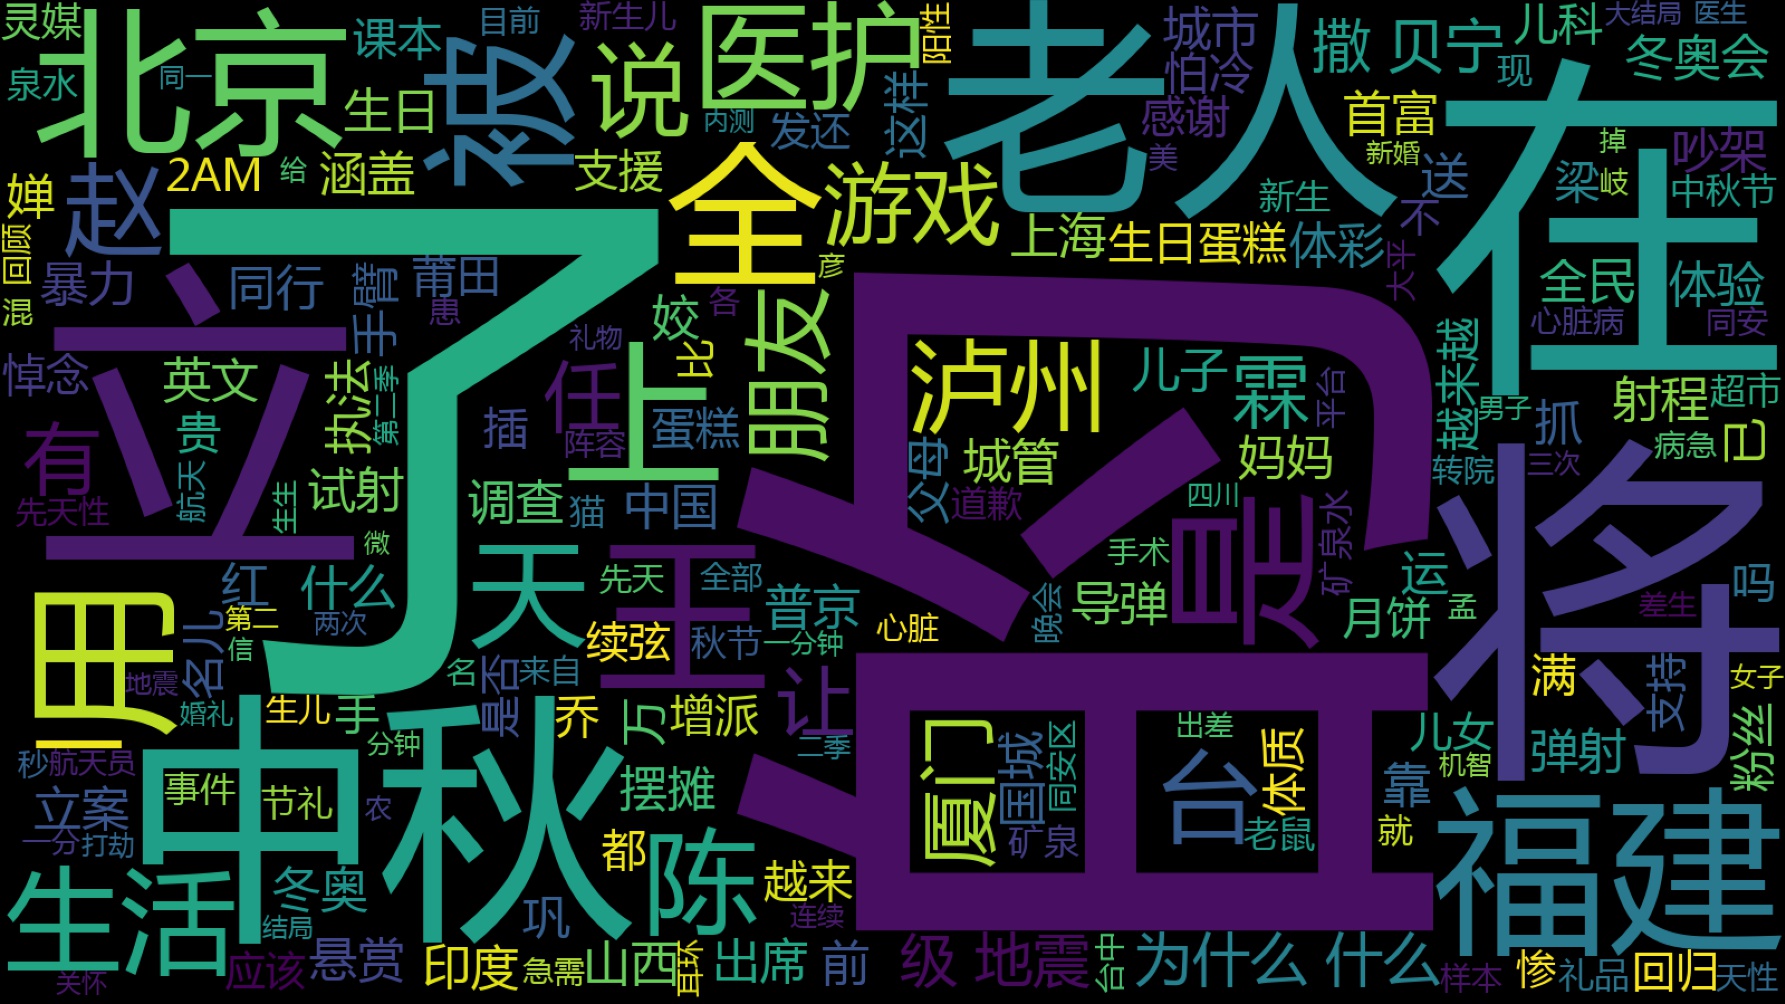 灵媒
北京
课本
目前
新生儿
被
说
医护
阳性
老人
城市
撒
贝宁
儿科
大结局
医生
冬奥会
泉水
同一
生日
内测
发还
这样
怕冷
感谢
首富
现
在
2AM
给
涵盖
支援
全
游戏
美
新婚
送
梁
掉
岐
吵架
中秋节
婵
赵
了
上海
生日蛋糕
体彩
新生
不
太平
全民
体验
回顾
暴力
立
同行
手臂
莆田
患
姣
各
朋友
彦
心脏病
同安
混
悼念
英文
执法
第二季
礼物
任
上
比
泸州
儿子
霖
平台
越来越
男子
射程
超市
有
贵
插
阵容
蛋糕
父母
城管
妈妈
抓
病急
已
先天性
航天
生生
试射
调查
猫
中国
道歉
四川
是
矿泉水
转院
三次
将
微
红
什么
天
先天
全部
王
普京
手术
导弹
运
月饼
孟
差生
吗
用
名儿
第二
信
两次
续弦
秋节
一分钟
心脏
晚会
地震
是否
名
来自
让
满
支持
女子
婚礼
生儿
手
分钟
乔
万
增派
二季
厦门
国城
同安区
出差
台
体质
儿女
机智
弹射
粉丝
秒
航天员
中秋
立案
事件
节礼
农
摆摊
矿泉
老鼠
靠
就
一分
打劫
都
陈
越来
福建
生活
冬奥
结局
巩
连续
关怀
应该
悬赏
印度
急需
山西
耳环
出席
前
级
地震
台中
为什么
什么
样本
惨
礼品
回归
天性